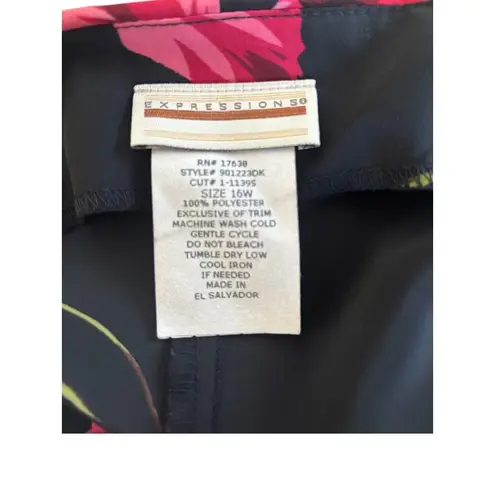 EXPRESSIONS®
RN# 17630
STYLE# 901223DK
CUT# 1-11395
SIZE 16W
100% POLYESTER
EXCLUSIVE OF TRIM
MACHINE WASH COLD
GENTLE CYCLE
DO NOT BLEACH
TUMBLE DRY LOW
COOL IRON
IF NEEDED
MADE IN
EL SALVADOR